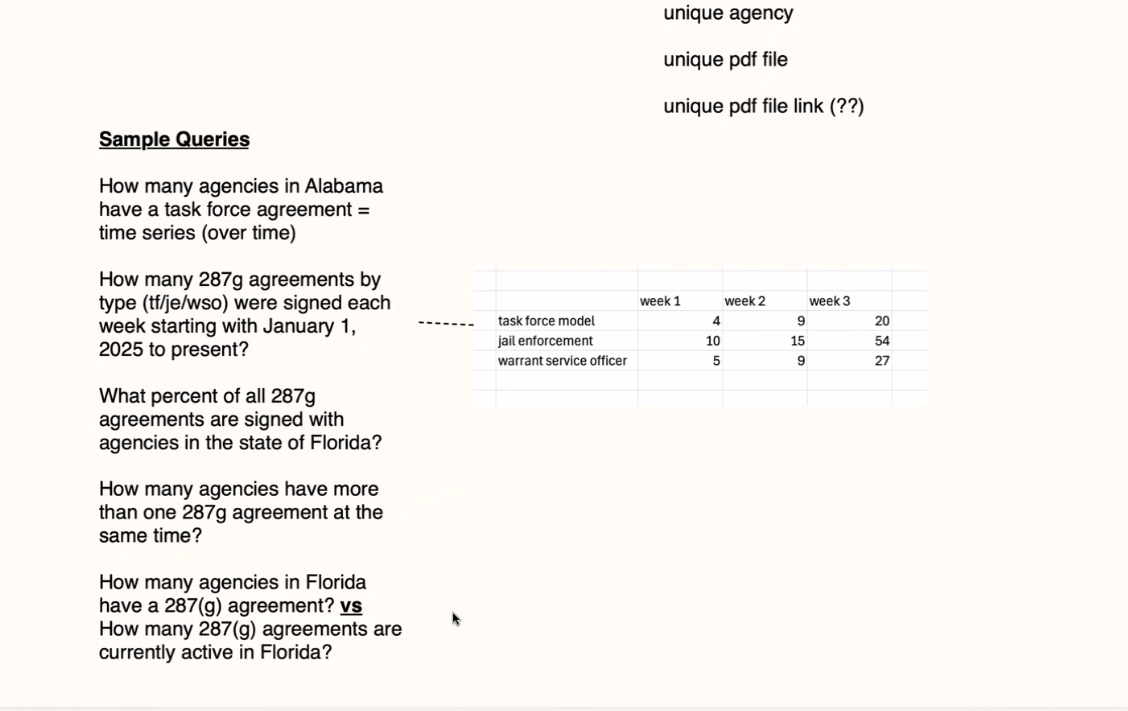 unique agency
unique pdf file
unique pdf file link (??)
Sample Queries
How many agencies in Alabama
have a task force agreement =
time series (over time)
How many 287g agreements by
type (tf/je/wso) were signed each
week starting with January 1,
2025 to present?
week 1 week 2 week 3
task force model 4 9 20
jail enforcement 10 15 54
warrant service officer 5 9 27
What percent of all 287g
agreements are signed with
agencies in the state of Florida?
How many agencies have more
than one 287g agreement at the
same time?
How many agencies in Florida
have a 287(g) agreement? vs
How many 287(g) agreements are
currently active in Florida?